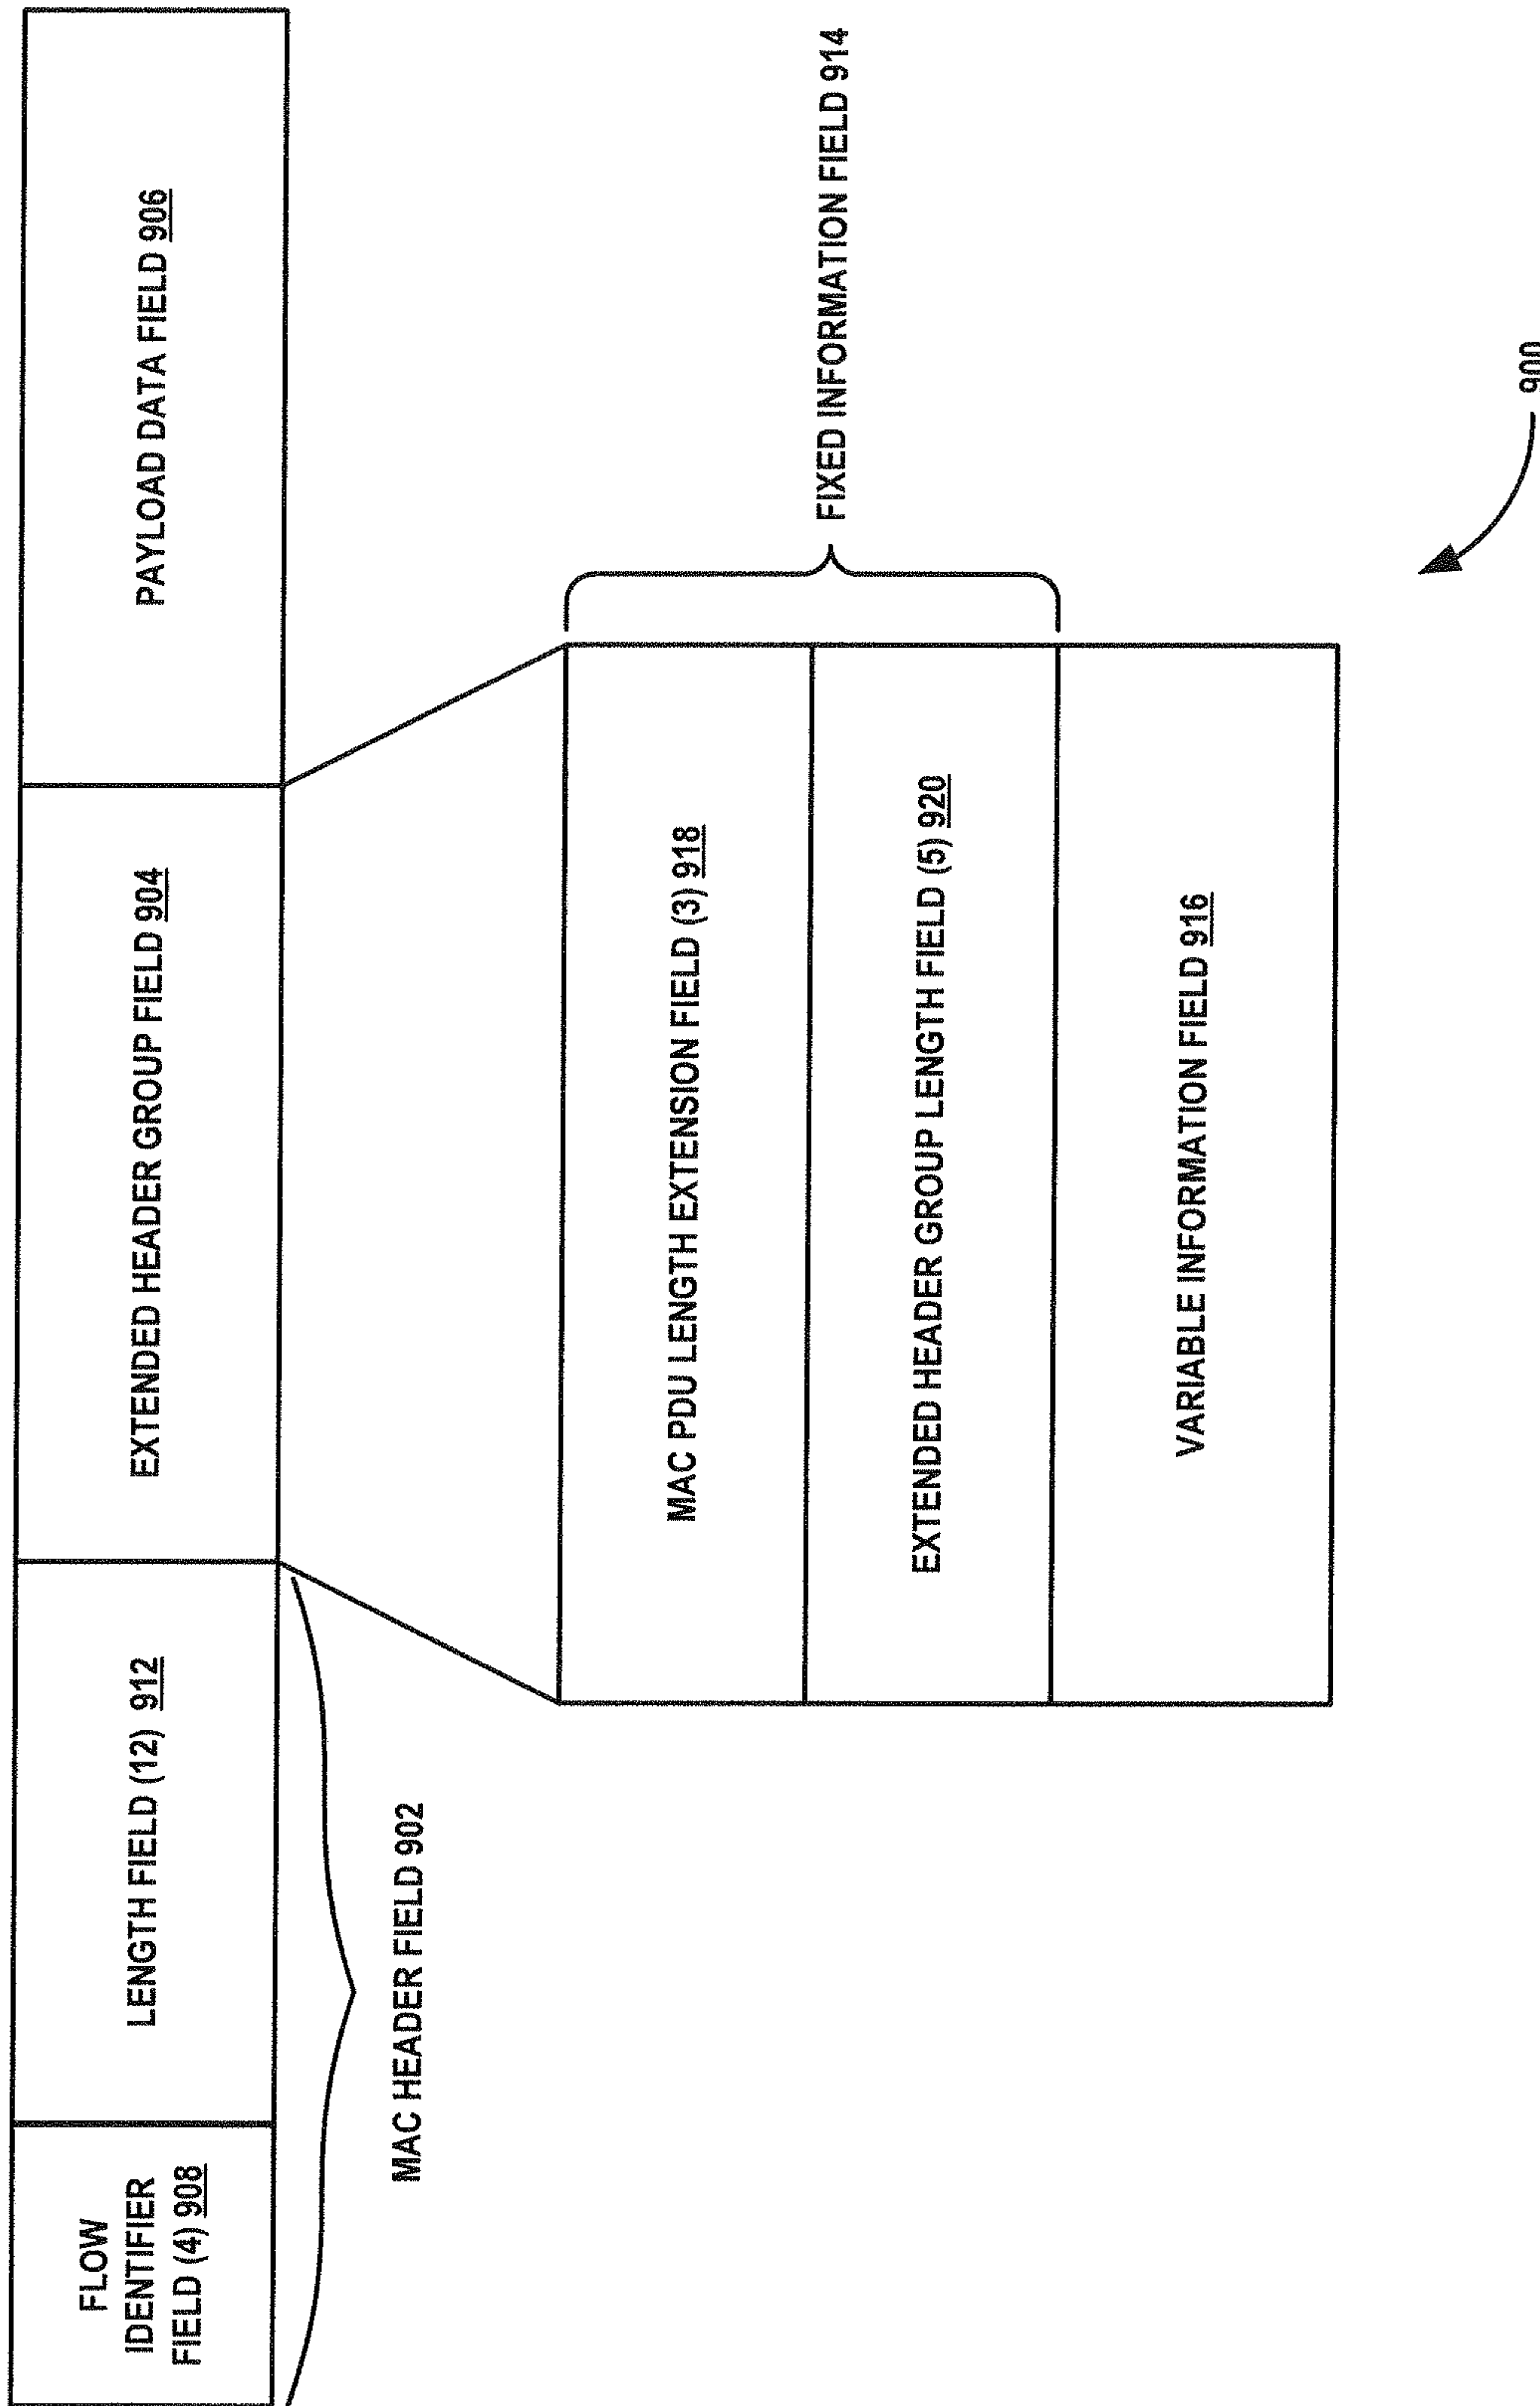 FLOW
IDENTIFIER
FIELD (4) 908
LENGTH FIELD (12) 912
EXTENDED HEADER GROUP FIELD 904
PAYLOAD DATA FIELD 906
MAC HEADER FIELD 902
MAC PDU LENGTH EXTENSION FIELD (3) 918
EXTENDED HEADER GROUP LENGTH FIELD (5) 920
VARIABLE INFORMATION FIELD 916
FIXED INFORMATION FIELD 914
900